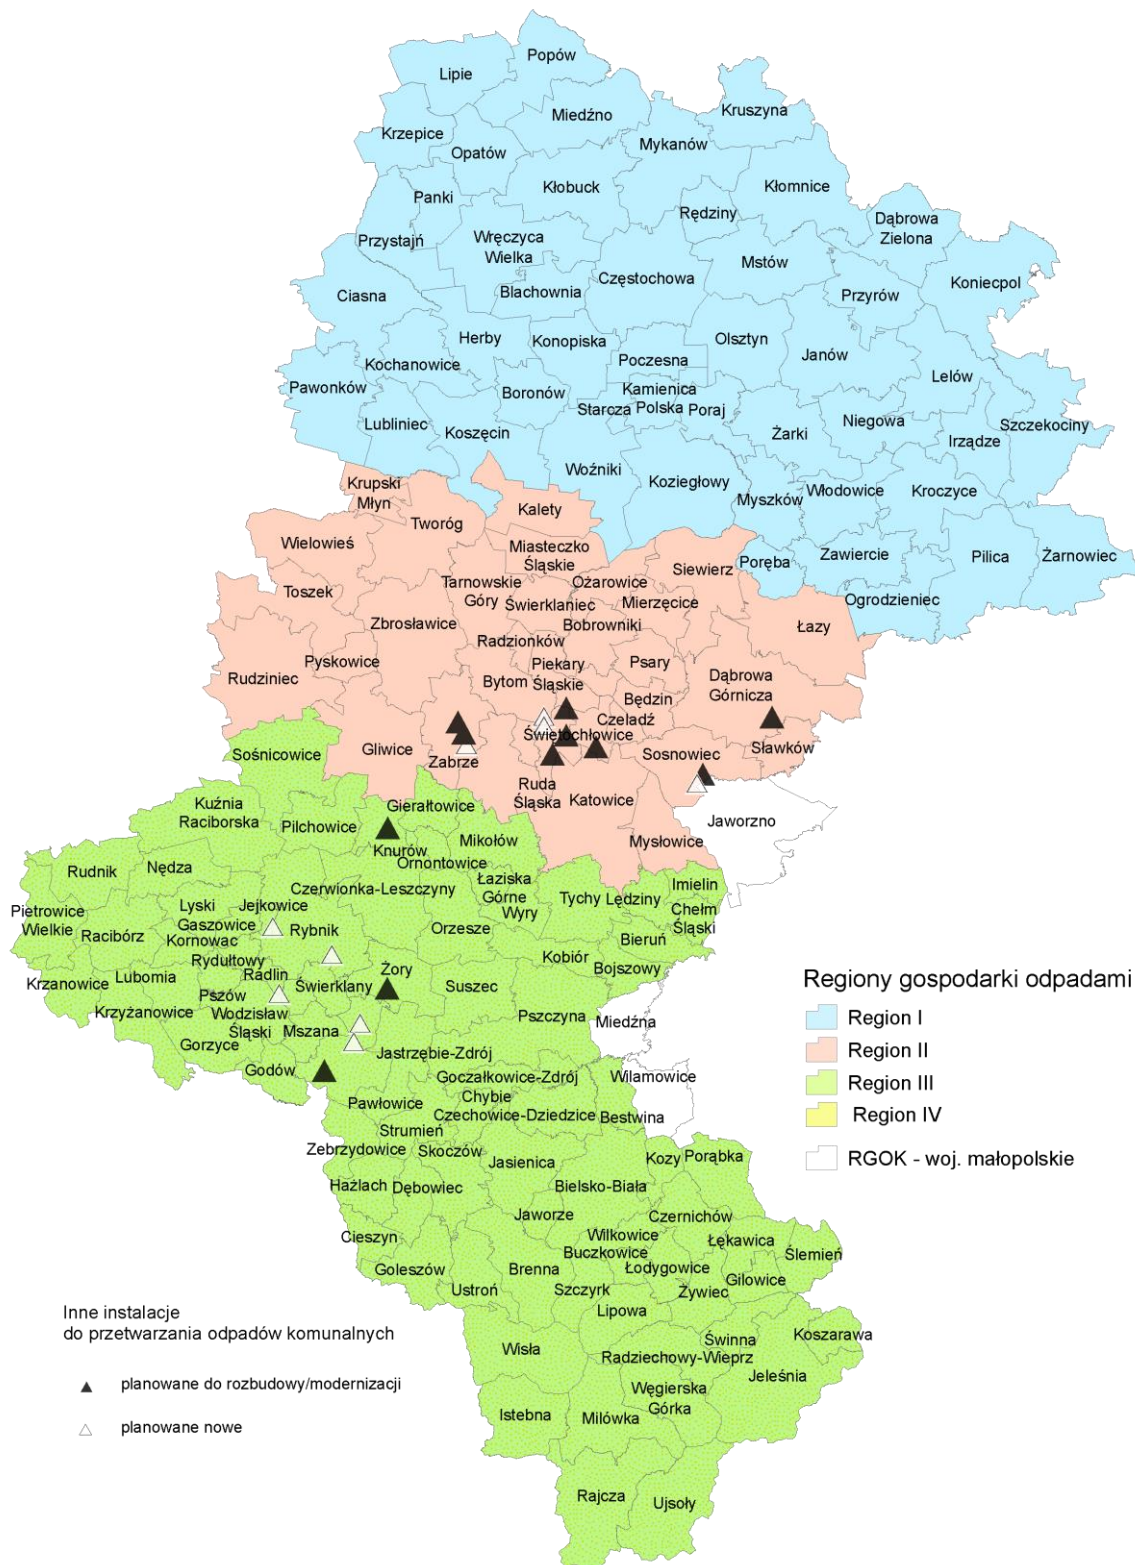 Popów
Lipie
Kruszyna
Miedźno
Krzepice
Mykanów
Opatów
Kłobuck
Kłomnice
Panki
Rędziny
Dąbrowa
Zielona
Przystajń
Wręczyca
Wielka
Mstów
Częstochowa
Koniecpol
Blachownia
Przyrów
Ciasna
Herby
Konopiska
Olsztyn
Janów
Kochanowice
Poczesna
Lelów
Pawonków
Boronów
Kamienica
Polska
Starcza
Poraj
Niegowa
Szczekociny
Lubliniec
Koszęcin
Żarki
Irządze
Woźniki
Koziegłowy
Myszków
Włodowice
Kroczyce
Krupski
Młyn
Kalety
Tworóg
Wielowieś
Miasteczko
Śląskie
Poręba
Zawiercie
Pilica
Żarnowiec
Siewierz
Toszek
Tarnowskie
Góry
Ożarowice
Świerklaniec
Mierzęcice
Ogrodzieniec
Zbrosławice
Bobrowniki
Łazy
Radzionków
Pyskowice
Piekary
Śląskie
Psary
Rudziniec
Bytom
Dąbrowa
Górnicza
Będzin
Czeladź
Świętochłowice
Sośnicowice
Gliwice
Zabrze
Sosnowiec
Sławków
Ruda
Śląska
Katowice
Kuźnia
Raciborska
Pilchowice
Gierałtowice
Jaworzno
Knurów
Mikołów
Mysłowice
Ornontowice
Rudnik
Nędza
Czerwionka-Leszczyny
Łaziska
Górne
Wyry
Tychy
Lędziny
Imielin
Chełm
Śląski
Pietrowice
Wielkie
Lyski
Jejkowice
Gaszowice
Rybnik
Orzesze
Racibórz
Kornowac
Bieruń
Rydułtowy
Kobiór
Bojszowy
Krzanowice
Lubomia
Radlin
Świerklany
Żory
Suszec
Pszów
Krzyżanowice
Wodzisław
Śląski
Mszana
Pszczyna
Miedźna
Gorzyce
Jastrzębie-Zdrój
Godów
Goczałkowice-Zdrój
Wilamowice
Pawłowice
Chybie
Czechowice-Dziedzice
Bestwina
Strumień
Zebrzydowice
Skoczów
Jasienica
Kozy
Porąbka
Hażlach
Dębowiec
Bielsko-Biała
Jaworze
Czernichów
Cieszyn
Wilkowice
Łękawica
Buczkowice
Ślemień
Goleszów
Brenna
Łodygowice
Gilowice
Ustroń
Szczyrk
Żywiec
Lipowa
Wisła
Świnna
Koszarawa
Radziechowy-Wieprz
Jeleśnia
Węgierska
Górka
Istebna
Milówka
Rajcza
Ujsoły
Regiony gospodarki odpadami
Region I
Region II
Region III
Region IV
RGOK - woj. małopolskie
Inne instalacje
do przetwarzania odpadów komunalnych
planowane do rozbudowy/modernizacji
planowane nowe